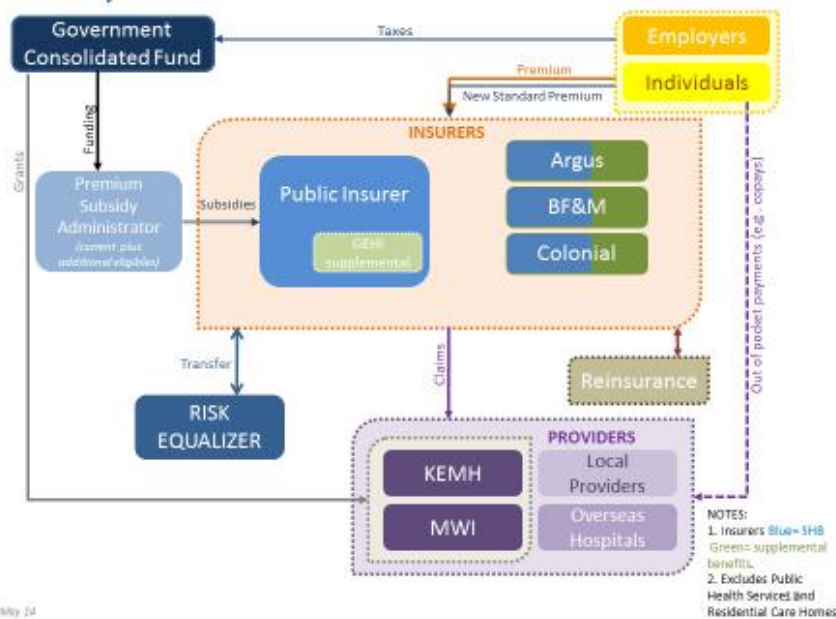 Government
Consolidated Fund
Taxes
Employers
Individuals
Premium
New Standard Premium
Funding
Grants
INSURERS
Premium
Subsidy
Administrator
(current plus
additional eligibles)
Subsidies
Public Insurer
GEHI
supplemental
Argus
BF&M
Colonial
Out of pocket payments (e.g. copays)
Transfer
Claims
Reinsurance
RISK
EQUALIZER
PROVIDERS
KEMH
MWI
Local
Providers
Overseas
Hospitals
NOTES:
1. Insurers Blue= SHB
Green= supplemental
benefits.
2. Excludes Public
Health Services and
Residential Care Homes
May 14